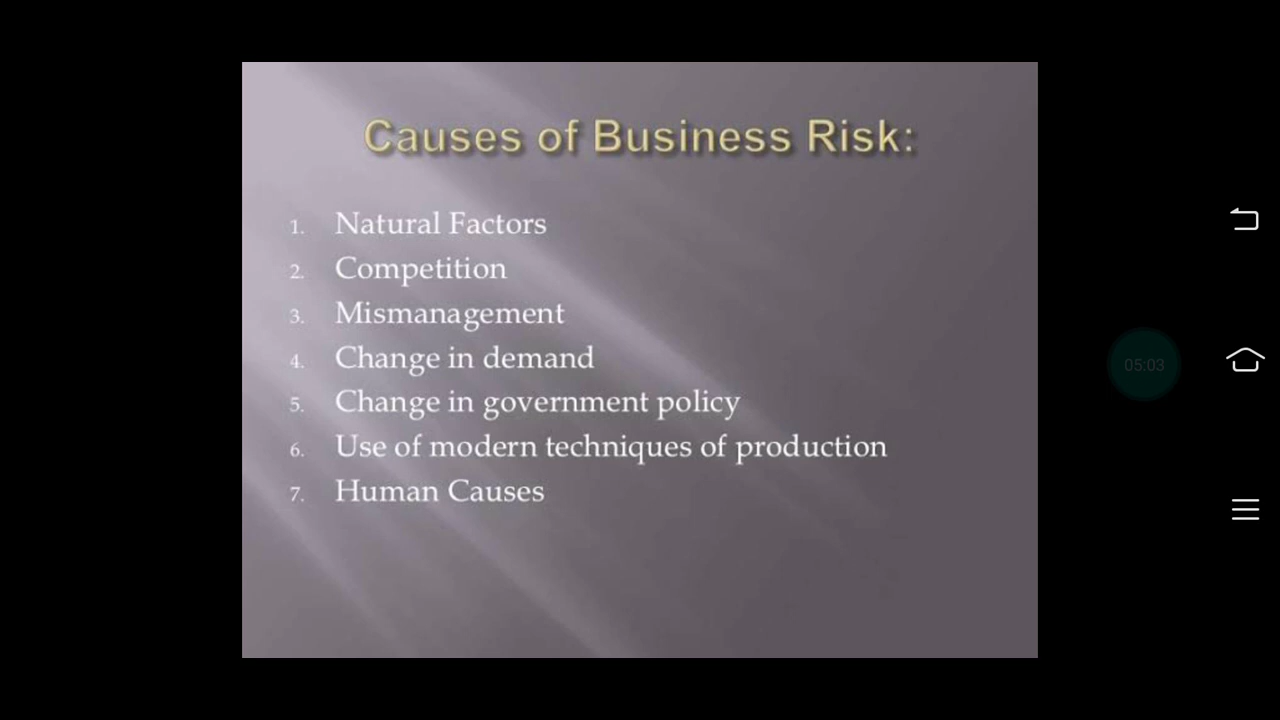 Causes of Business Risk:
1. Natural Factors
2. Competition
3. Mismanagement
4. Change in demand
5. Change in government policy
6. Use of modern techniques of production
7. Human Causes
05:03